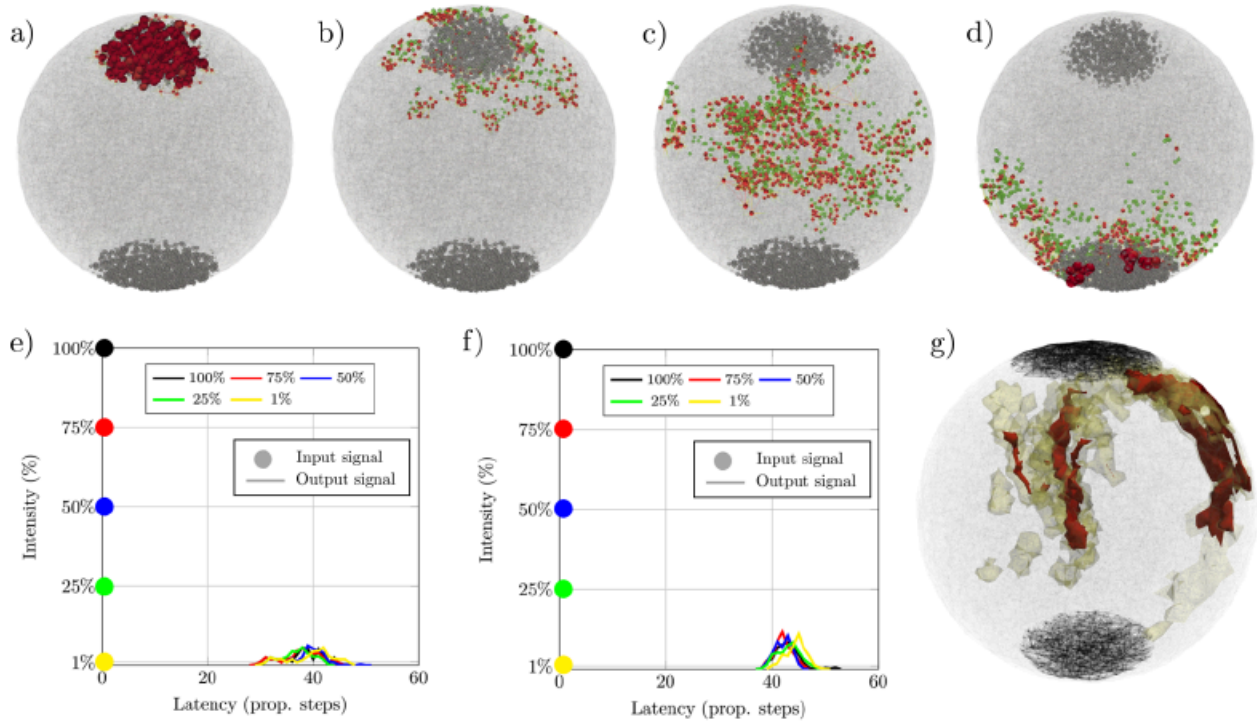 a) b) c) d)
e) f) g)
100% 100%
100% 75% 50% 100% 75% 50%
25% 1% 25% 1%
75% 75%
Input signal Input signal
Output signal Output signal
Intensity (%) Intensity (%)
50% 50%
25% 25%
1% 1%
0 20 40 60 0 20 40 60
Latency (prop. steps) Latency (prop. steps)